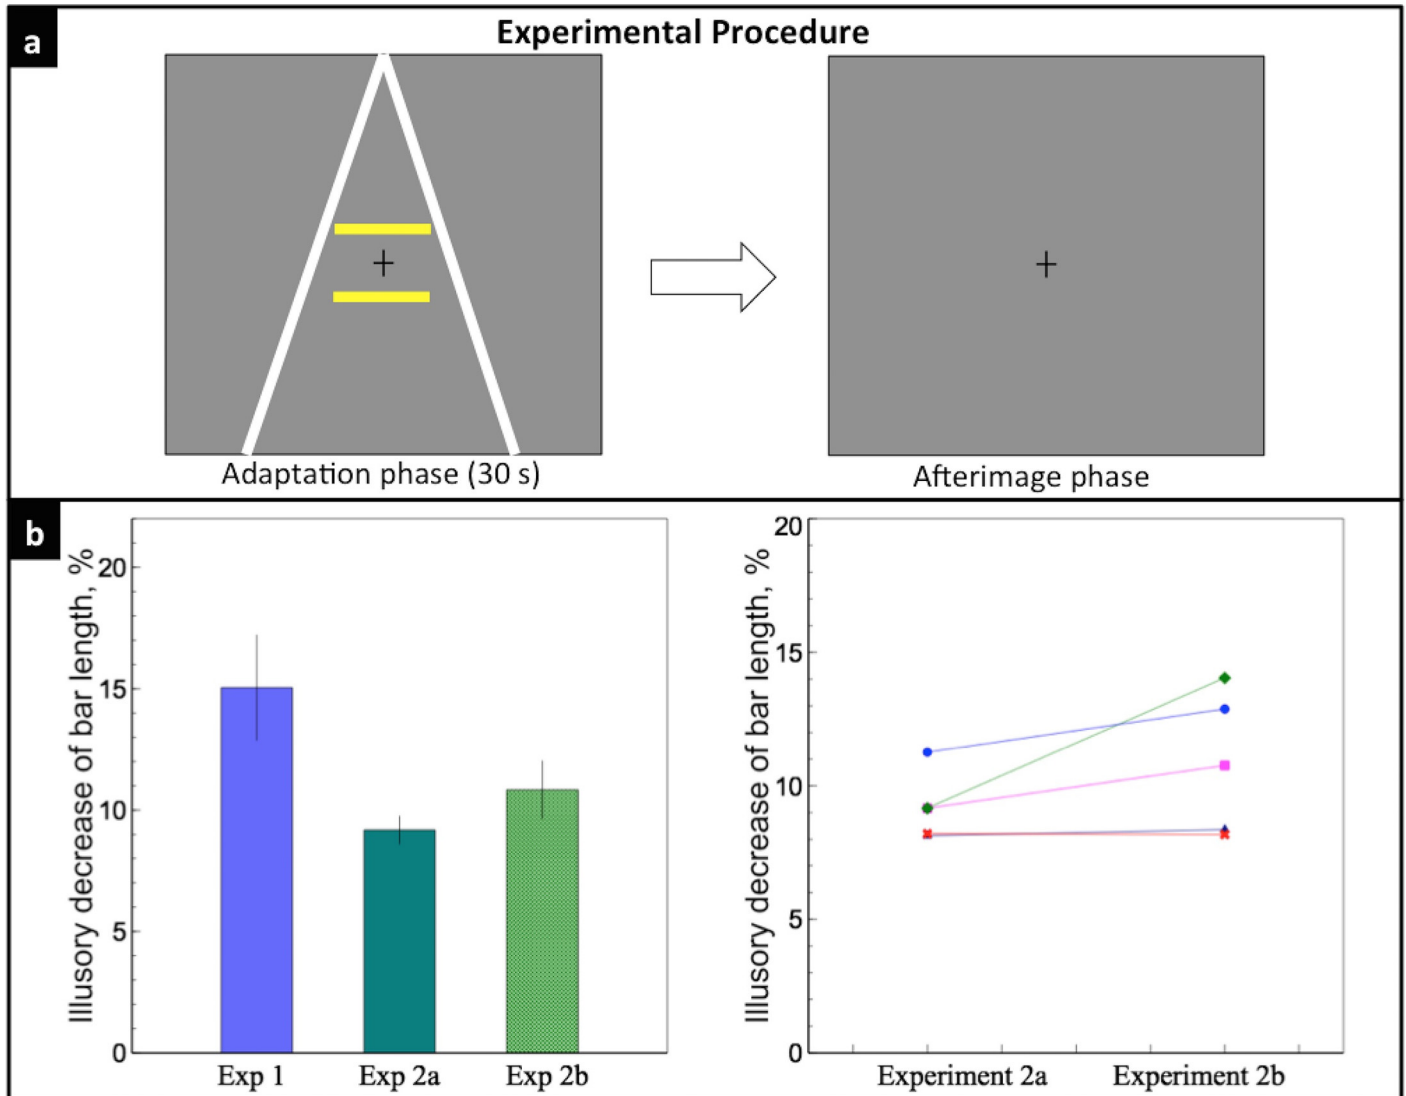 a
Experimental Procedure
Adaptation phase (30 s)
Afterimage phase
b
Illusory decrease of bar length, %
20
15
10
5
0
Exp 1
Exp 2a
Exp 2b
Illusory decrease of bar length, %
20
15
10
5
0
Experiment 2a
Experiment 2b